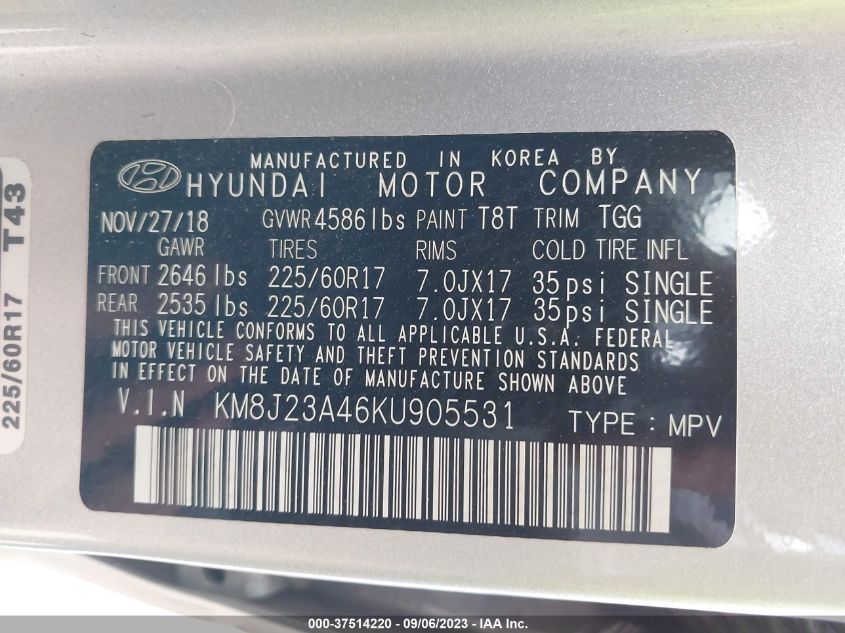 MANUFACTURED IN KOREA BY
HYUNDAI MOTOR COMPANY
NOV/27/18 GVWR 4586 lbs PAINT T8T TRIM TGG
GAWR TIRES RIMS COLD TIRE INFL
FRONT 2646 lbs 225/60R17 7.0JX17 35psi SINGLE
REAR 2535 lbs 225/60R17 7.0JX17 35psi SINGLE
THIS VEHICLE CONFORMS TO ALL APPLICABLE U.S.A. FEDERAL
MOTOR VEHICLE SAFETY AND THEFT PREVENTION STANDARDS
IN EFFECT ON THE DATE OF MANUFACTURE SHOWN ABOVE
V.I.N KM8J23A46KU905531 TYPE : MPV
225/60R17 T43
000-37514220 - 09/06/2023 - IAA Inc.